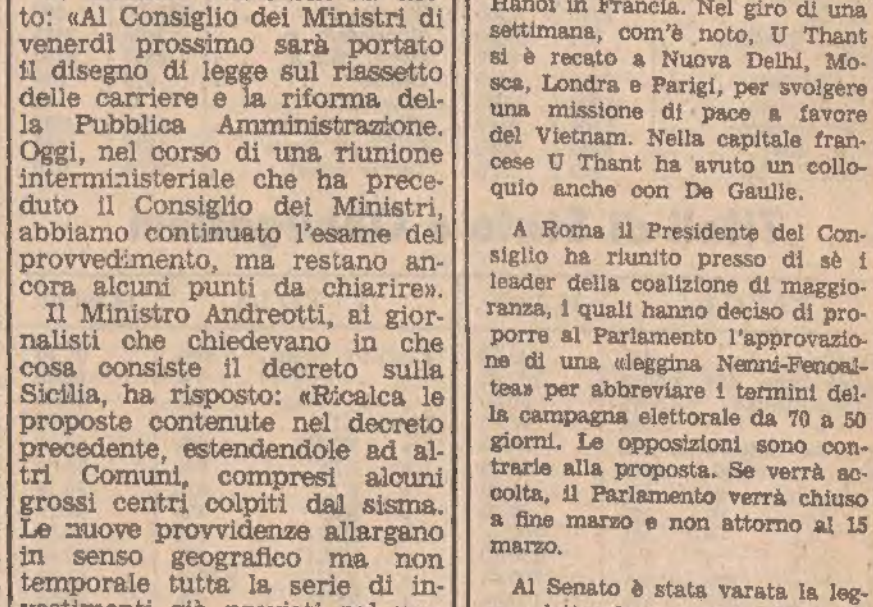 to: «Al Consiglio dei Ministri di
venerdì prossimo sarà portato
il disegno di legge sul riassetto
delle carriere e la riforma del-
la Pubblica Amministrazione.
Oggi, nel corso di una riunione
interministeriale che ha prece-
duto il Consiglio dei Ministri,
abbiamo continuato l'esame del
provvedimento, ma restano an-
cora alcuni punti da chiarire».
Il Ministro Andreotti, ai gior-
nalisti che chiedevano in che
cosa consiste il decreto sulla
Sicilia, ha risposto: «Ricalca le
proposte contenute nel decreto
precedente, estendendole ad al-
tri Comuni, compresi alcuni
grossi centri colpiti dal sisma.
Le nuove provvidenze allargano
in senso geografico ma non
temporale tutta la serie di in-
Hanoi in Francia. Nel giro di una
settimana, com'è noto, U Thant
si è recato a Nuova Delhi, Mo-
sca, Londra e Parigi, per svolgere
una missione di pace a favore
del Vietnam. Nella capitale fran-
cese U Thant ha avuto un collo-
quio anche con De Gaulle.
A Roma il Presidente del Con-
siglio ha riunito presso di sè i
leader della coalizione di maggio-
ranza, i quali hanno deciso di pro-
porre al Parlamento l'approvazio-
ne di una «leggina Nenni-Fenoal-
tea» per abbreviare i termini del-
la campagna elettorale da 70 a 50
giorni. Le opposizioni sono con-
trarie alla proposta. Se verrà ac-
colta, il Parlamento verrà chiuso
a fine marzo e non attorno al 15
marzo.
Al Senato è stata varata la leg-